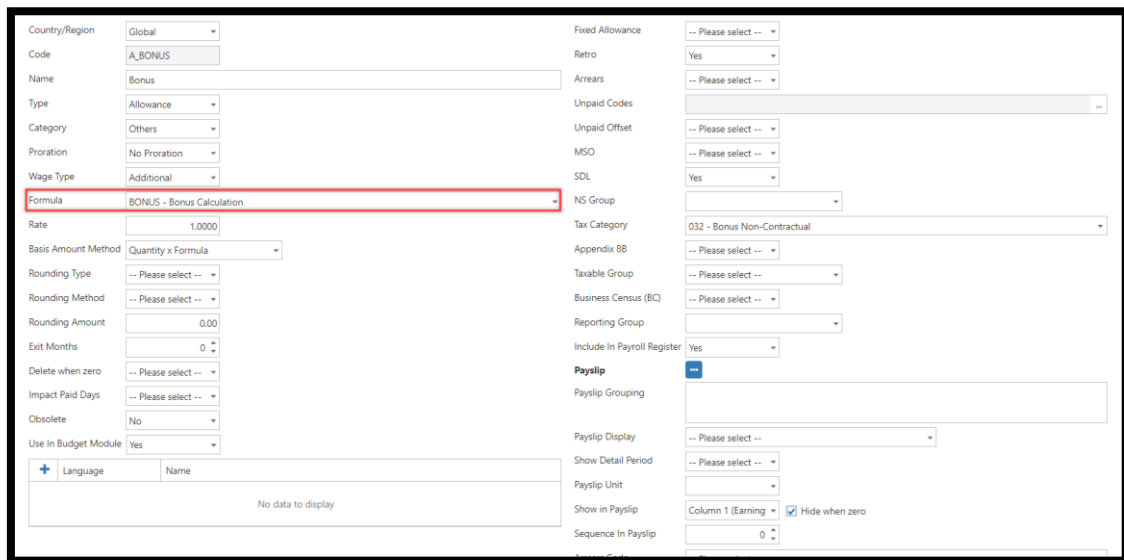 Country/Region Global
Code A_BONUS
Name Bonus
Type Allowance
Category Others
Proration No Proration
Wage Type Additional
Formula BONUS - Bonus Calculation
Rate 1.0000
Basis Amount Method Quantity x Formula
Rounding Type -- Please select --
Rounding Method -- Please select --
Rounding Amount 0.00
Exit Months 0
Delete when zero -- Please select --
Impact Paid Days -- Please select --
Obsolete No
Use In Budget Module Yes
+ Language Name
No data to display
Fixed Allowance -- Please select --
Retro Yes
Arrears -- Please select --
Unpaid Codes ...
Unpaid Offset -- Please select --
MSO -- Please select --
SDL Yes
NS Group
Tax Category 032 - Bonus Non-Contractual
Appendix 8B -- Please select --
Taxable Group -- Please select --
Business Census (BC) -- Please select --
Reporting Group
Include In Payroll Register Yes
Payslip ...
Payslip Grouping
Payslip Display -- Please select --
Show Detail Period -- Please select --
Payslip Unit
Show in Payslip Column 1 (Earning Hide when zero
Sequence In Payslip 0